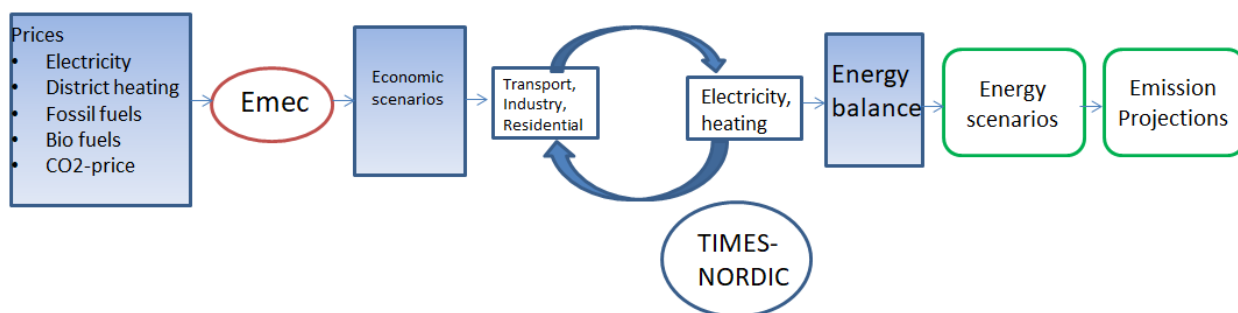 Prices
• Electricity
• District heating
• Fossil fuels
• Bio fuels
• CO2-price
Emec
Economic
scenarios
Transport,
Industry,
Residential
Electricity,
heating
Energy
balance
Energy
scenarios
Emission
Projections
TIMES-
NORDIC